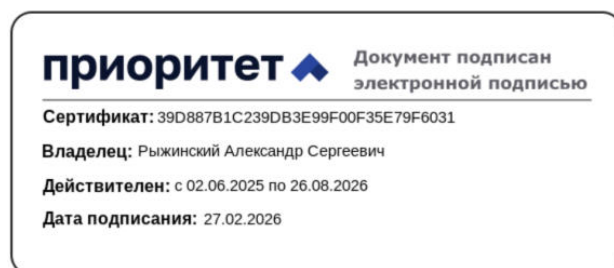 приоритет
Документ подписан
электронной подписью
Сертификат: 39D887B1C239DB3E99F00F35E79F6031
Владелец: Рыжинский Александр Сергеевич
Действителен: с 02.06.2025 по 26.08.2026
Дата подписания: 27.02.2026